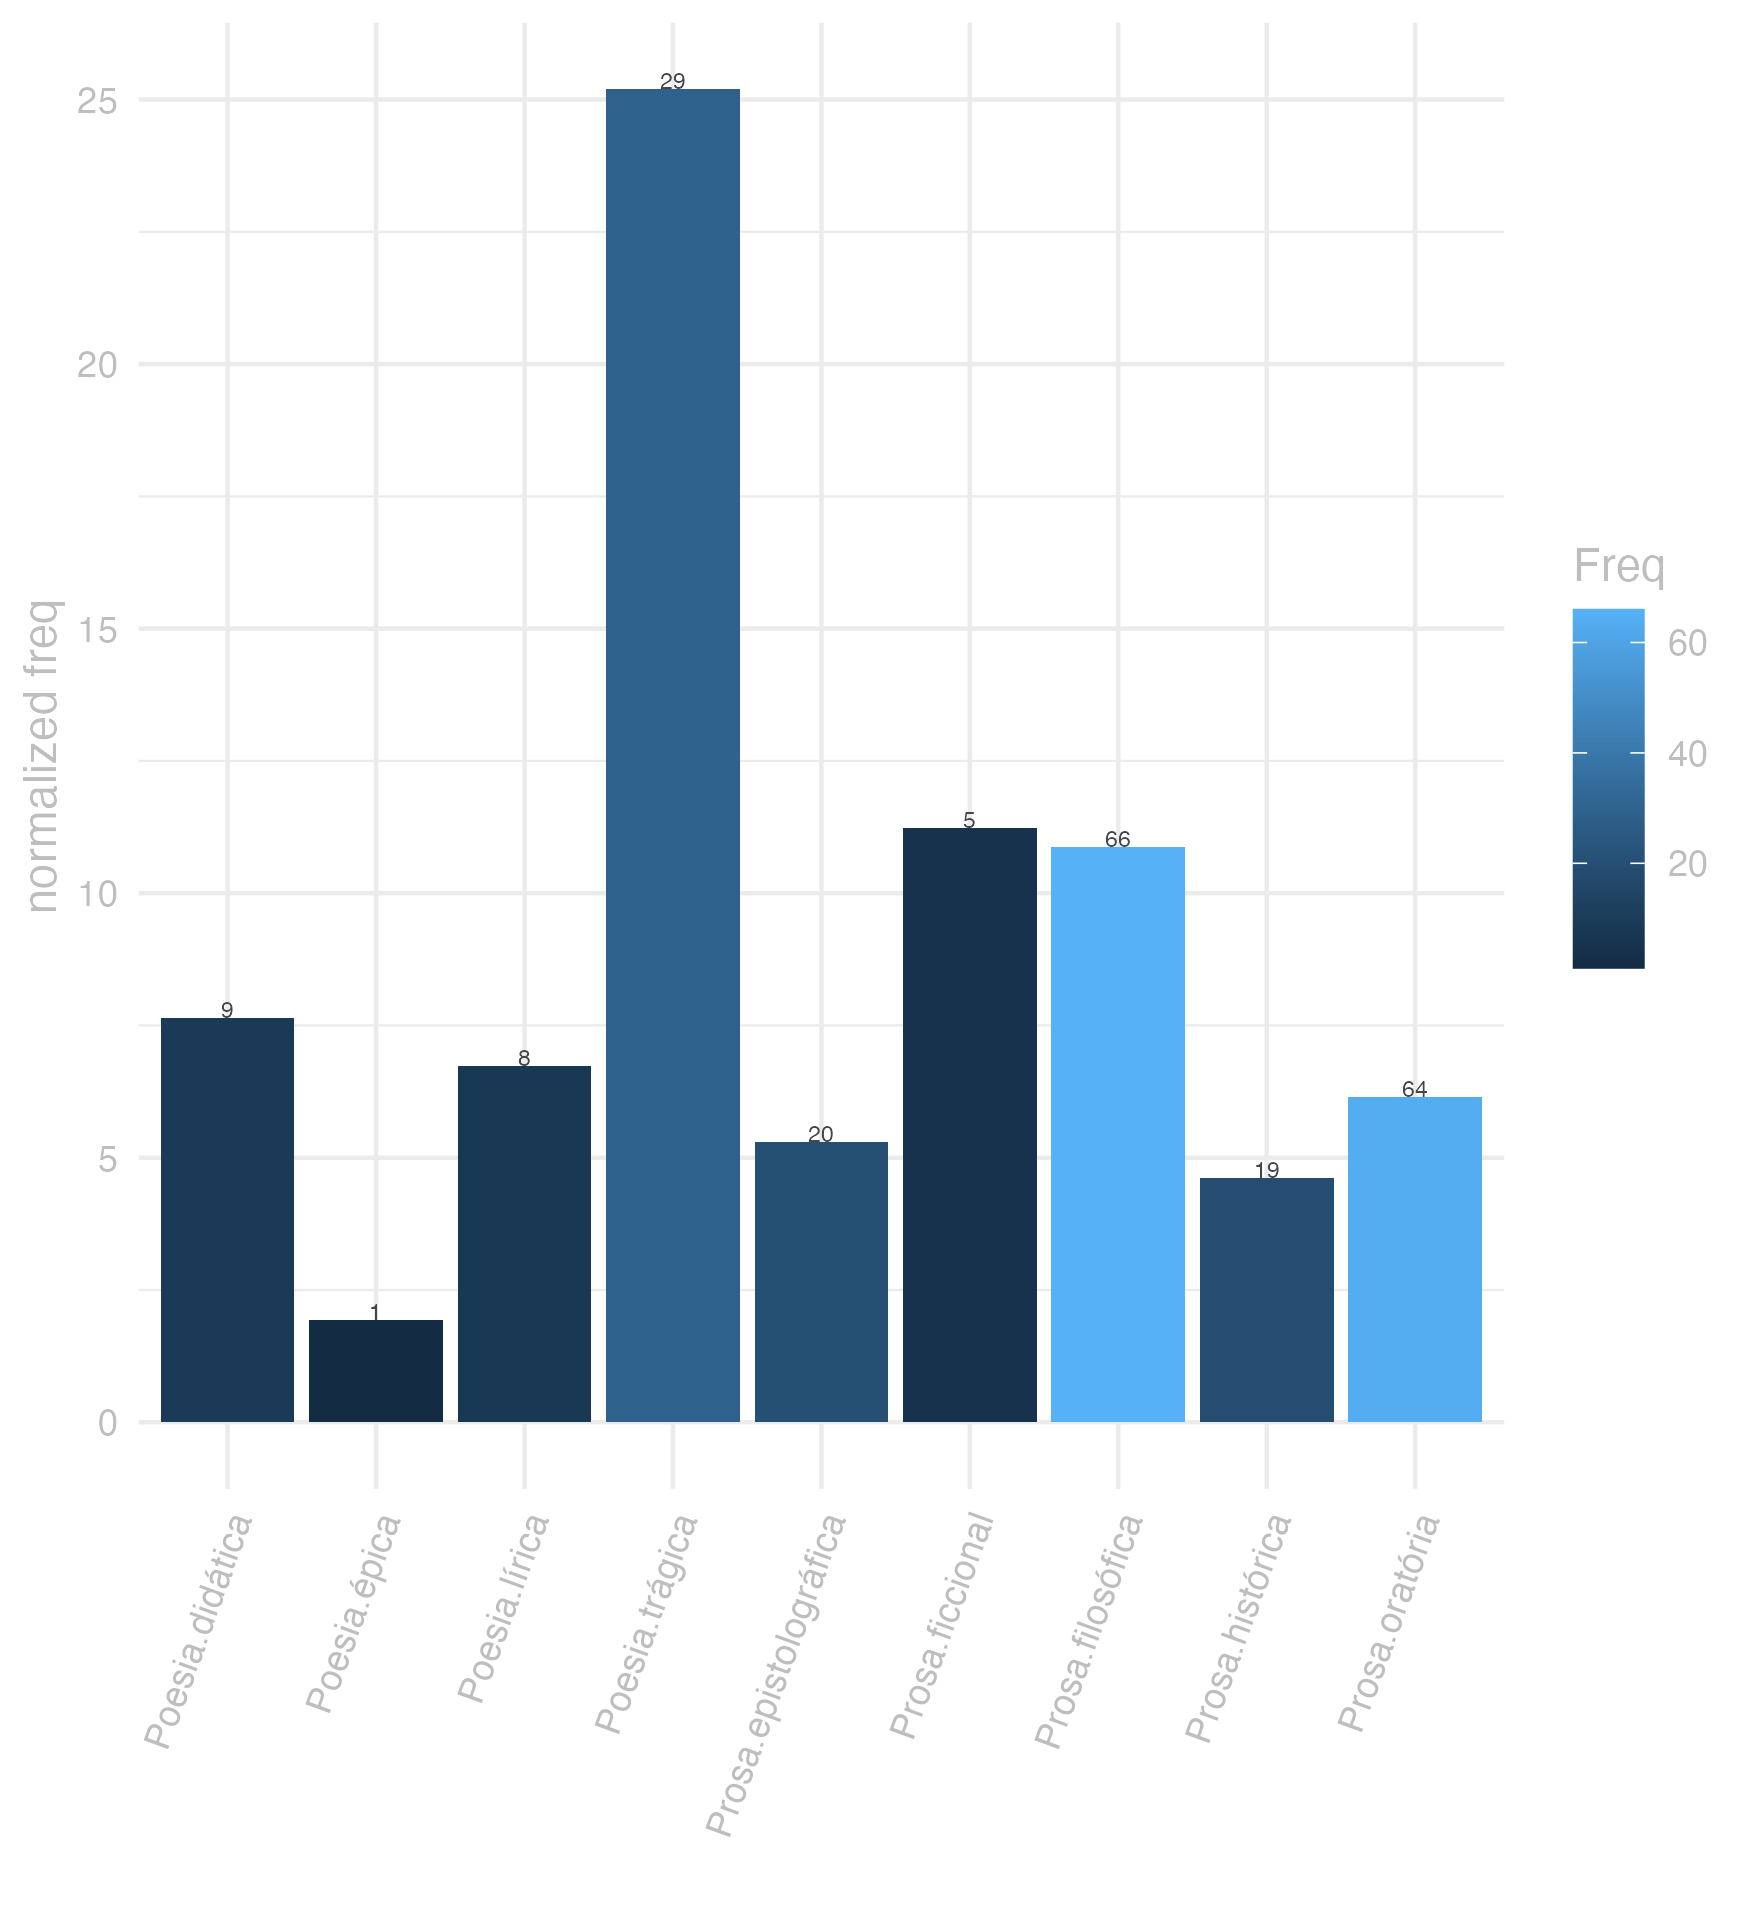 normalized freq
25
20
15
10
5
0
9
1
8
29
20
5
66
19
64
Poesia.didática
Poesia.épica
Poesia.lírica
Poesia.trágica
Prosa.epistolográfica
Prosa.ficcional
Prosa.filosófica
Prosa.histórica
Prosa.oratória
Freq
60
40
20